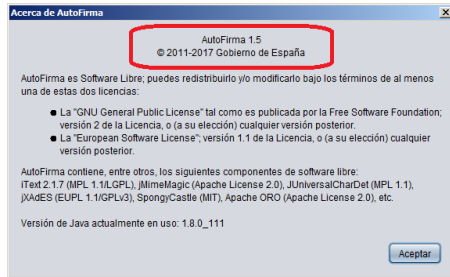 Acerca de AutoFirma
AutoFirma 1.5
© 2011-2017 Gobierno de España
AutoFirma es Software Libre; puedes redistribuirlo y/o modificarlo bajo los términos de al menos
una de estas dos licencias:
● La "GNU General Public License" tal como es publicada por la Free Software Foundation;
versión 2 de la Licencia, o (a su elección) cualquier versión posterior.
● La "European Software License"; versión 1.1 de la Licencia, o (a su elección) cualquier
versión posterior.
AutoFirma contiene, entre otros, los siguientes componentes de software libre:
iText 2.1.7 (MPL 1.1/LGPL), jMimeMagic (Apache License 2.0), JUniversalCharDet (MPL 1.1),
jXAdES (EUPL 1.1/GPLv3), SpongyCastle (MIT), Apache ORO (Apache License 2.0), etc.
Versión de Java actualmente en uso: 1.8.0_111
Aceptar